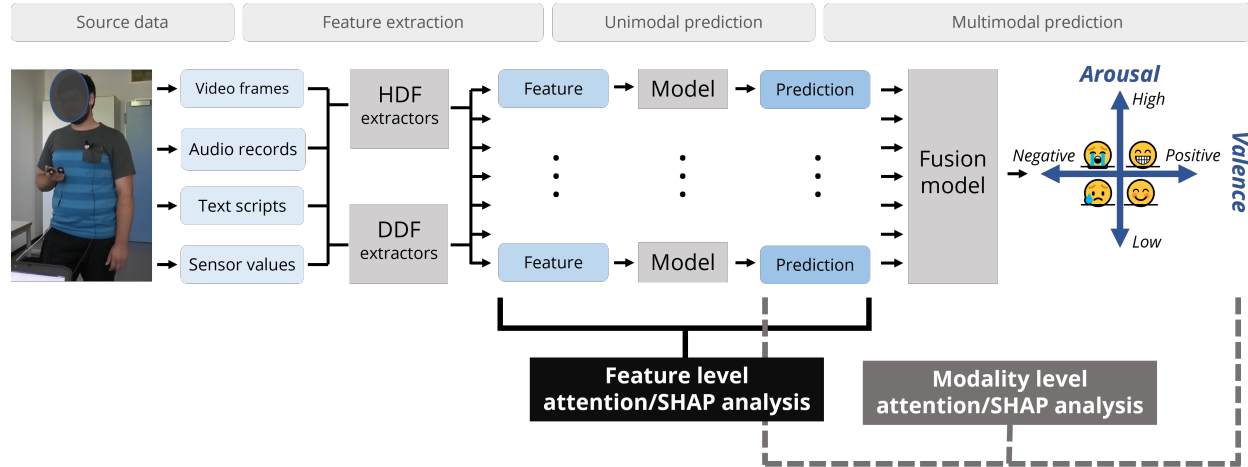 Source data
Feature extraction
Unimodal prediction
Multimodal prediction
Video frames
Audio records
Text scripts
Sensor values
HDF
extractors
DDF
extractors
Feature
Model
Prediction
Feature
Model
Prediction
Fusion
model
Arousal
High
Negative
Positive
Low
Valence
Feature level
attention/SHAP analysis
Modality level
attention/SHAP analysis